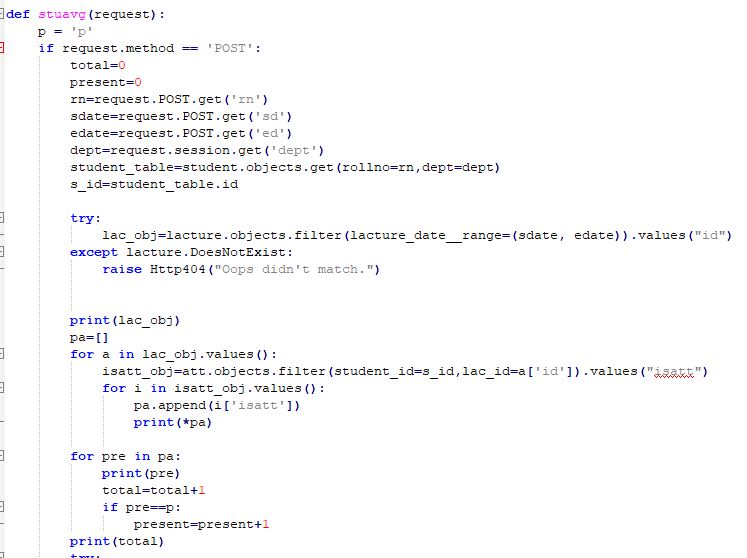 def stuavg(request):
    p = 'p'
    if request.method == 'POST':
        total=0
        present=0
        rn=request.POST.get('rn')
        sdate=request.POST.get('sd')
        edate=request.POST.get('ed')
        dept=request.session.get('dept')
        student_table=student.objects.get(rollno=rn,dept=dept)
        s_id=student_table.id
        try:
            lac_obj=lacture.objects.filter(lacture_date__range=(sdate, edate)).values("id")
        except lacture.DoesNotExist:
            raise Http404("Oops didn't match.")
        print(lac_obj)
        pa=[]
        for a in lac_obj.values():
            isatt_obj=att.objects.filter(student_id=s_id,lac_id=a['id']).values("isatt")
            for i in isatt_obj.values():
                pa.append(i['isatt'])
                print(*pa)
        for pre in pa:
            print(pre)
            total=total+1
            if pre==p:
                present=present+1
        print(total)
        try: